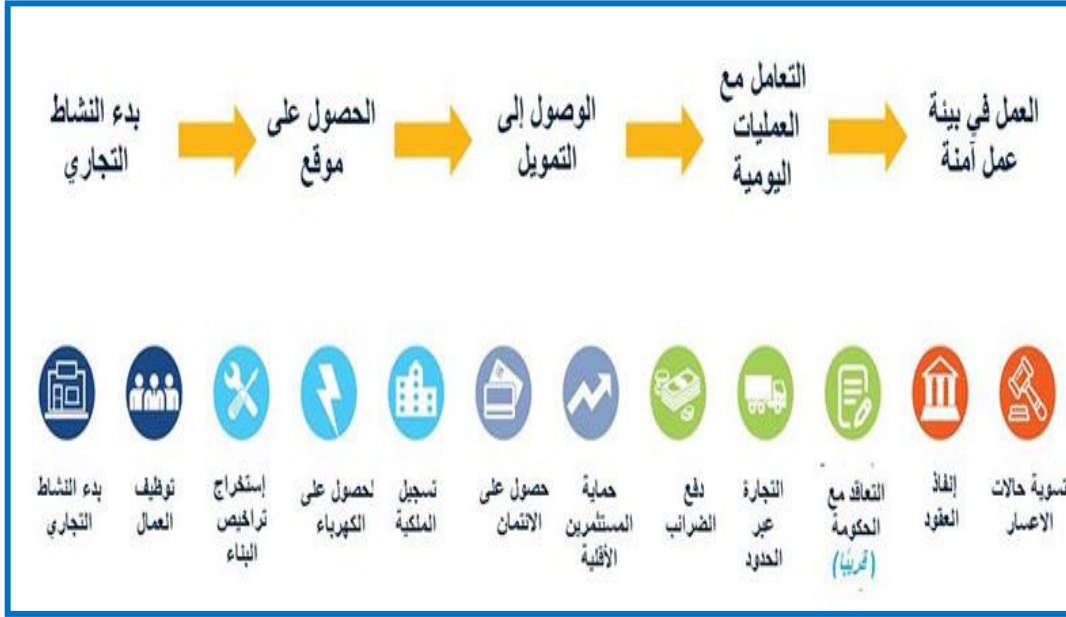 بدء النشاط
التجاري
الحصول على
موقع
الوصول إلى
التمويل
التعامل مع
العمليات
اليومية
العمل في بيئة
عمل آمنة
بدء النشاط
التجاري
توظيف
العمال
إستخراج
تراخيص
البناء
لحصول على
الكهرباء
تسجيل
الملكية
حصول على
الائتمان
حماية
المستثمرين
الأقلية
دفع
الضرائب
التجارة
عبر
الحدود
التعاقد مع
الحكومة
(قريبًا)
إنفاذ
العقود
تسوية حالات
الاعسار